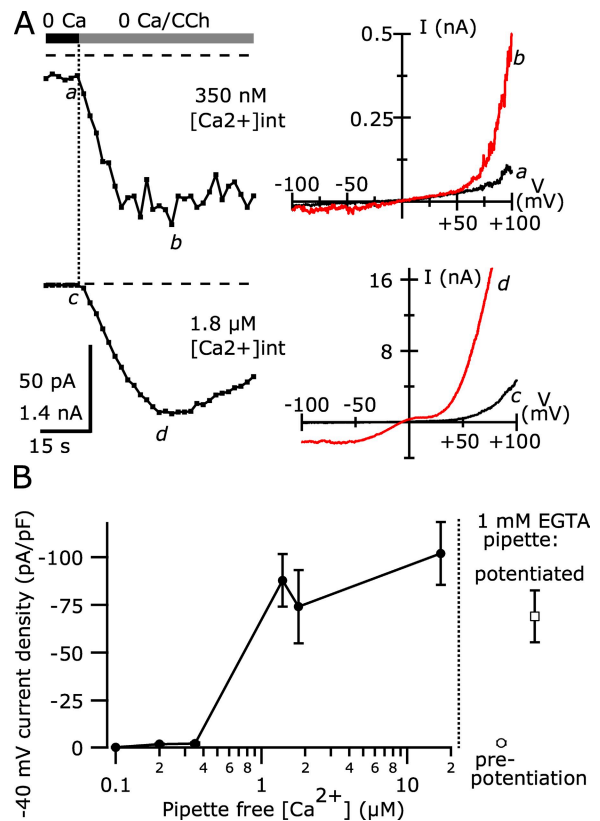 A
0 Ca
0 Ca/CCh
a
350 nM
[Ca2+]int
b
c
1.8 µM
[Ca2+]int
50 pA
1.4 nA
15 s
d
I (nA)
0.5
0.25
b
a
V
(mV)
-100
-50
+50
+100
I (nA)
16
8
d
c
V
(mV)
-100
-50
+50
+100
B
-40 mV current density (pA/pF)
-100
-75
-50
-25
0
0.1
2
4
6
8
1
2
4
6
8
10
2
Pipette free [Ca2+] (µM)
1 mM EGTA
pipette:
potentiated
pre-
potentiation